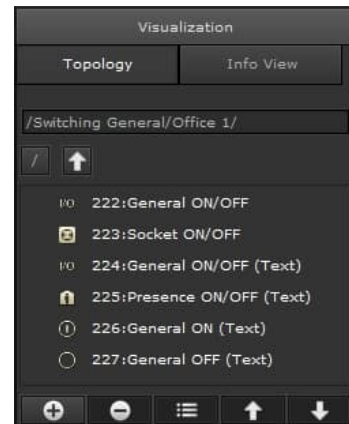 Visualization
Topology Info View
/Switching General/Office 1/
/
I/O 222:General ON/OFF
223:Socket ON/OFF
I/O 224:General ON/OFF (Text)
225:Presence ON/OFF (Text)
226:General ON (Text)
227:General OFF (Text)